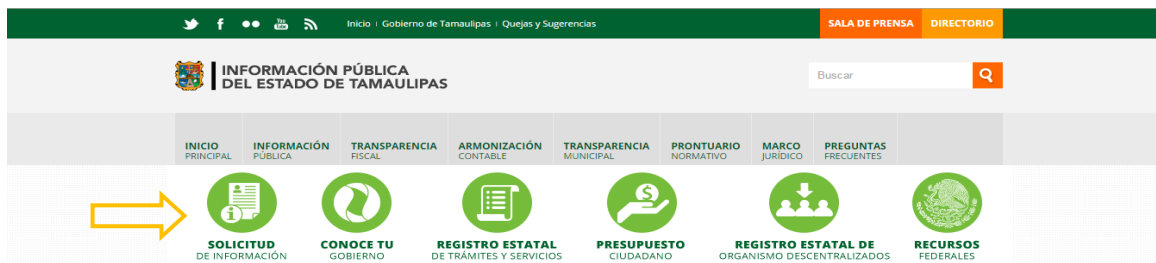 You Tube
Inicio | Gobierno de Tamaulipas | Quejas y Sugerencias
SALA DE PRENSA DIRECTORIO
INFORMACIÓN PÚBLICA
DEL ESTADO DE TAMAULIPAS
Buscar
INICIO INFORMACIÓN TRANSPARENCIA ARMONIZACIÓN TRANSPARENCIA PRONTUARIO MARCO PREGUNTAS
PRINCIPAL PÚBLICA FISCAL CONTABLE MUNICIPAL NORMATIVO JURÍDICO FRECUENTES
SOLICITUD CONOCE TU REGISTRO ESTATAL PRESUPUESTO REGISTRO ESTATAL DE RECURSOS
DE INFORMACIÓN GOBIERNO DE TRÁMITES Y SERVICIOS CIUDADANO ORGANISMO DESCENTRALIZADOS FEDERALES